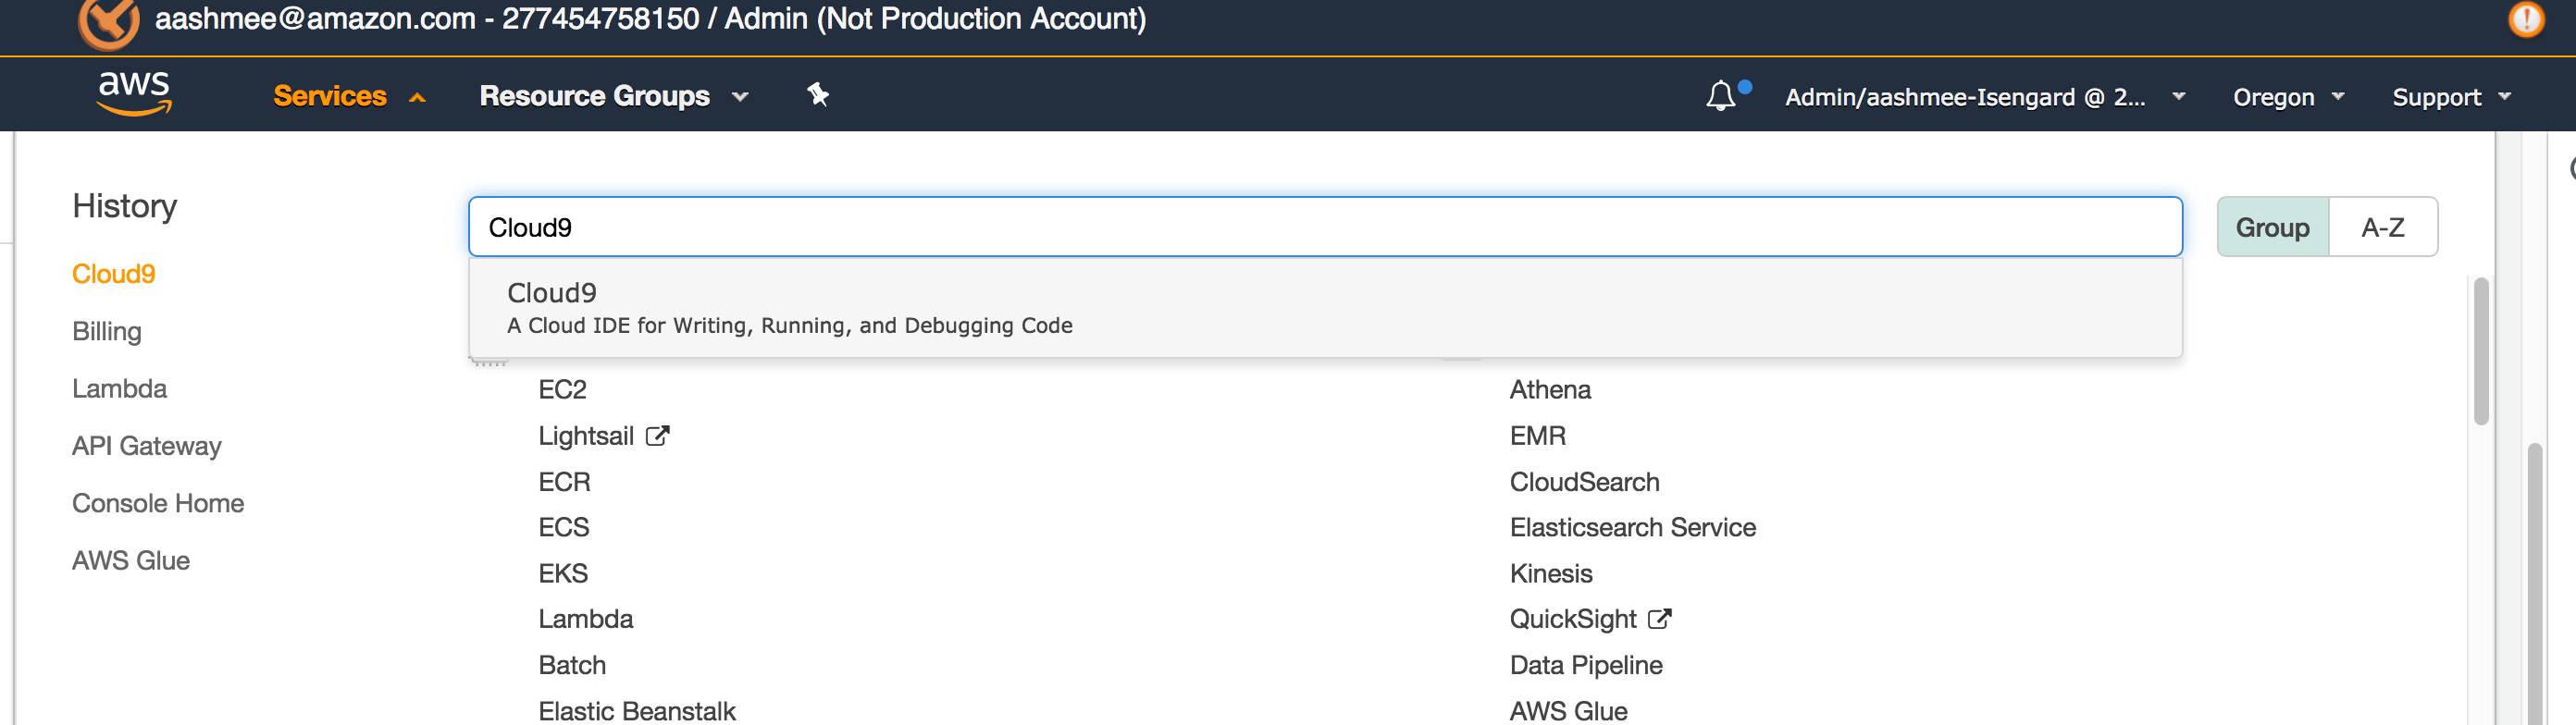 aashmee@amazon.com - 277454758150 / Admin (Not Production Account)
aws
Services
Resource Groups
Admin/aashmee-Isengard @ 2...
Oregon
Support
History
Cloud9
Billing
Lambda
API Gateway
Console Home
AWS Glue
Cloud9
Group
A-Z
Cloud9
A Cloud IDE for Writing, Running, and Debugging Code
EC2
Lightsail
ECR
ECS
EKS
Lambda
Batch
Elastic Beanstalk
Athena
EMR
CloudSearch
Elasticsearch Service
Kinesis
QuickSight
Data Pipeline
AWS Glue